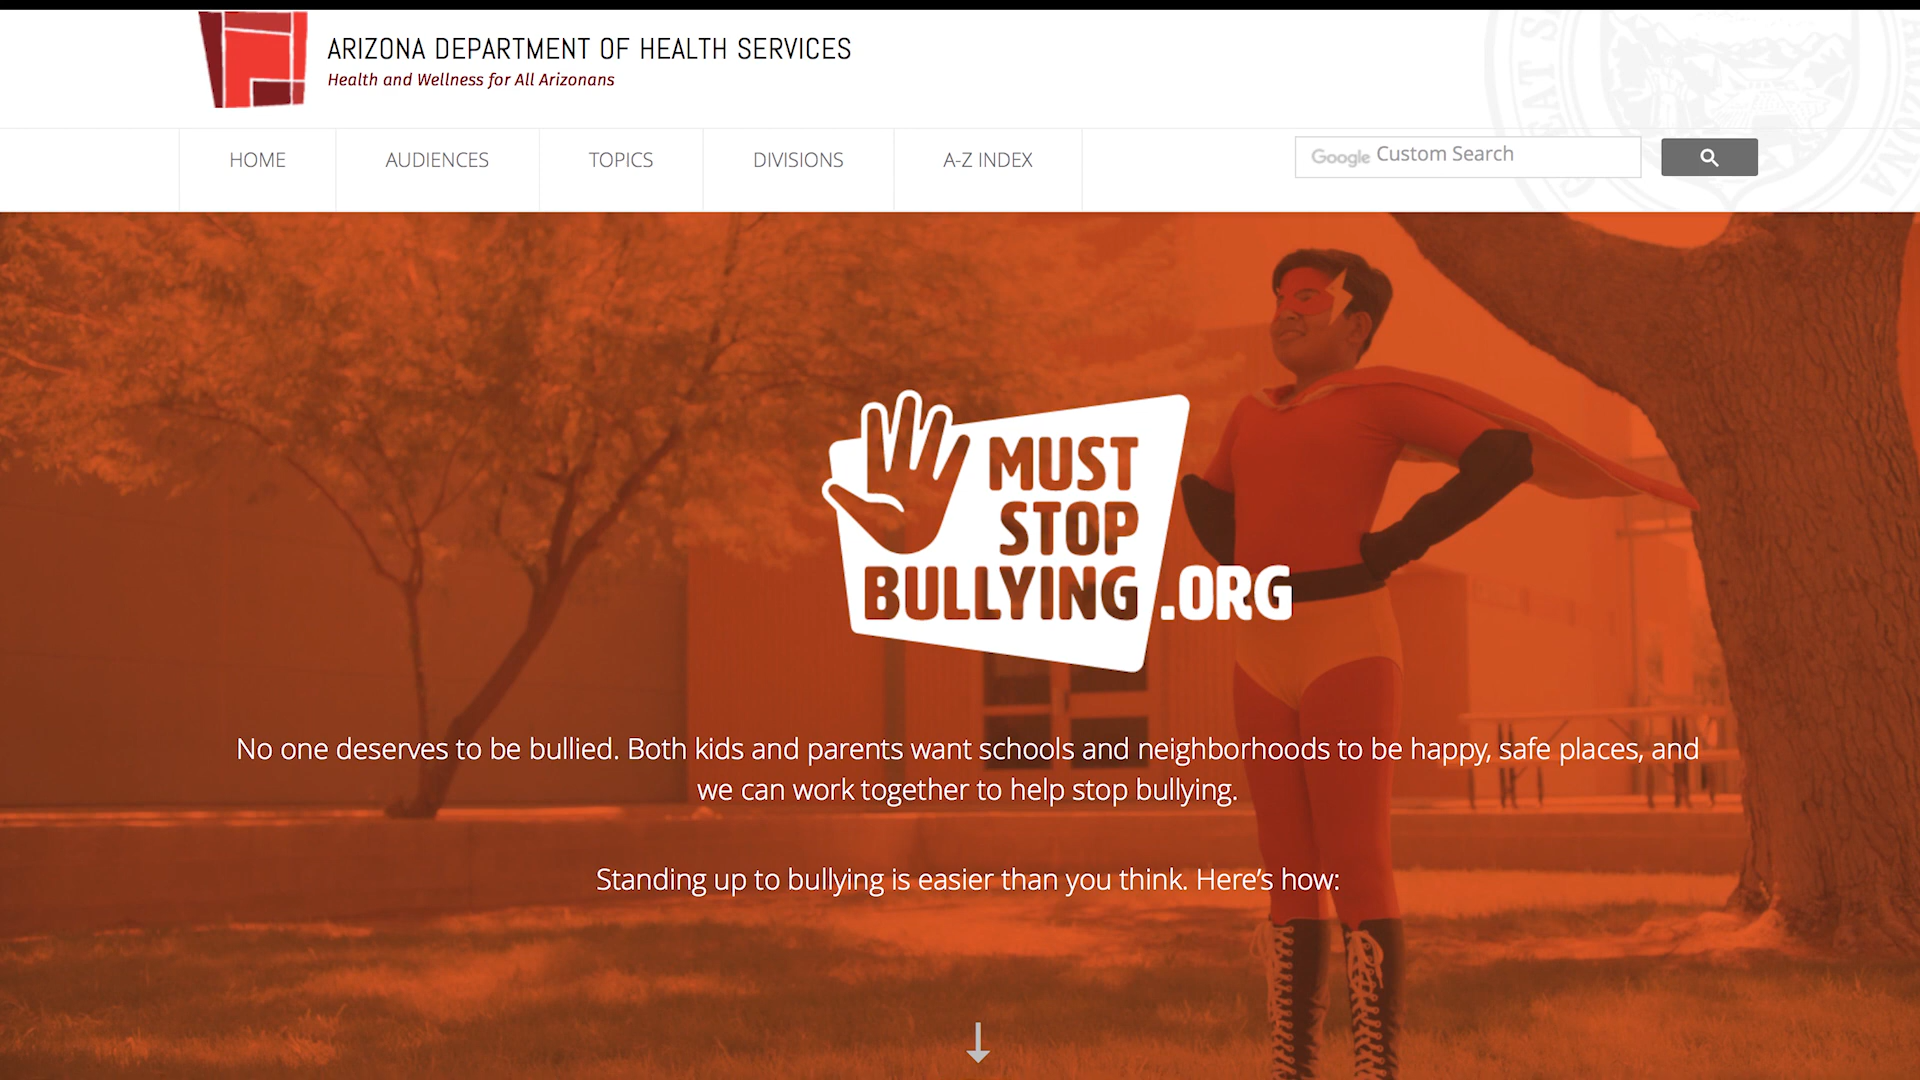 ARIZONA DEPARTMENT OF HEALTH SERVICES
Health and Wellness for All Arizonans
HOME
AUDIENCES
TOPICS
DIVISIONS
A-Z INDEX
Google Custom Search
MUST
STOP
BULLYING.ORG
No one deserves to be bullied. Both kids and parents want schools and neighborhoods to be happy, safe places, and
we can work together to help stop bullying.
Standing up to bullying is easier than you think. Here’s how: